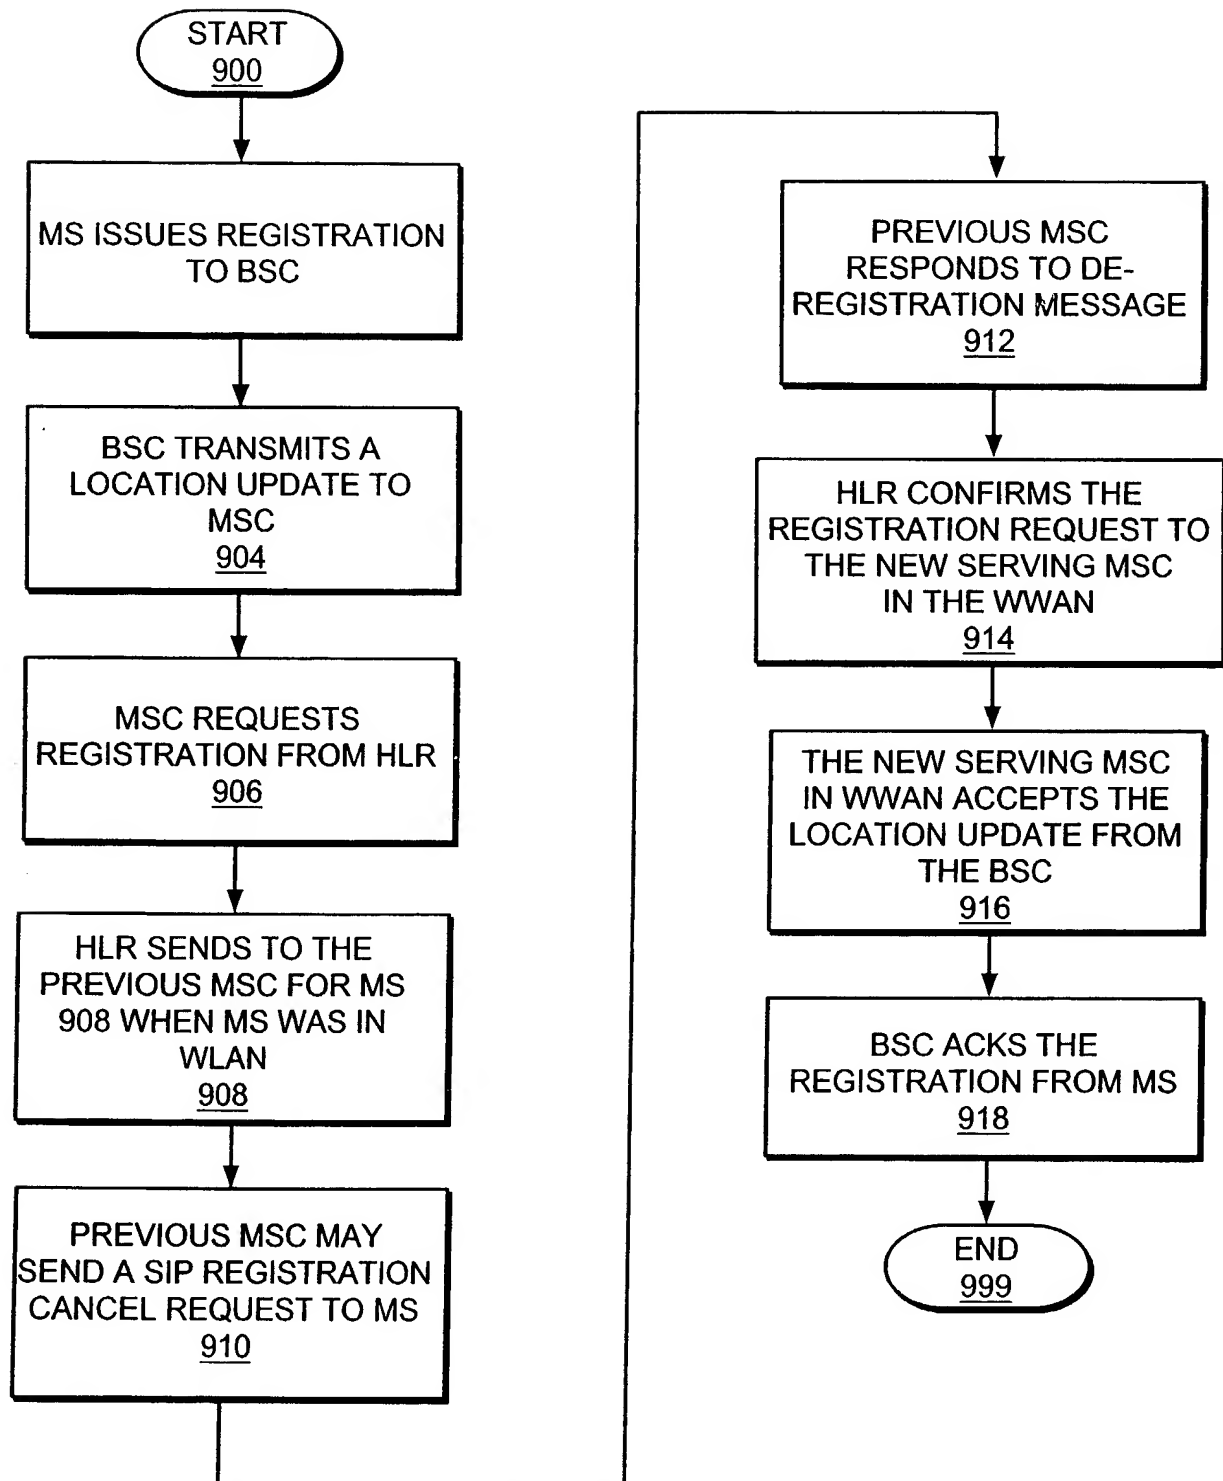 START
900
MS ISSUES REGISTRATION
TO BSC
BSC TRANSMITS A
LOCATION UPDATE TO
MSC
904
MSC REQUESTS
REGISTRATION FROM HLR
906
HLR SENDS TO THE
PREVIOUS MSC FOR MS
908 WHEN MS WAS IN
WLAN
908
PREVIOUS MSC MAY
SEND A SIP REGISTRATION
CANCEL REQUEST TO MS
910
PREVIOUS MSC
RESPONDS TO DE-
REGISTRATION MESSAGE
912
HLR CONFIRMS THE
REGISTRATION REQUEST TO
THE NEW SERVING MSC
IN THE WWAN
914
THE NEW SERVING MSC
IN WWAN ACCEPTS THE
LOCATION UPDATE FROM
THE BSC
916
BSC ACKS THE
REGISTRATION FROM MS
918
END
999